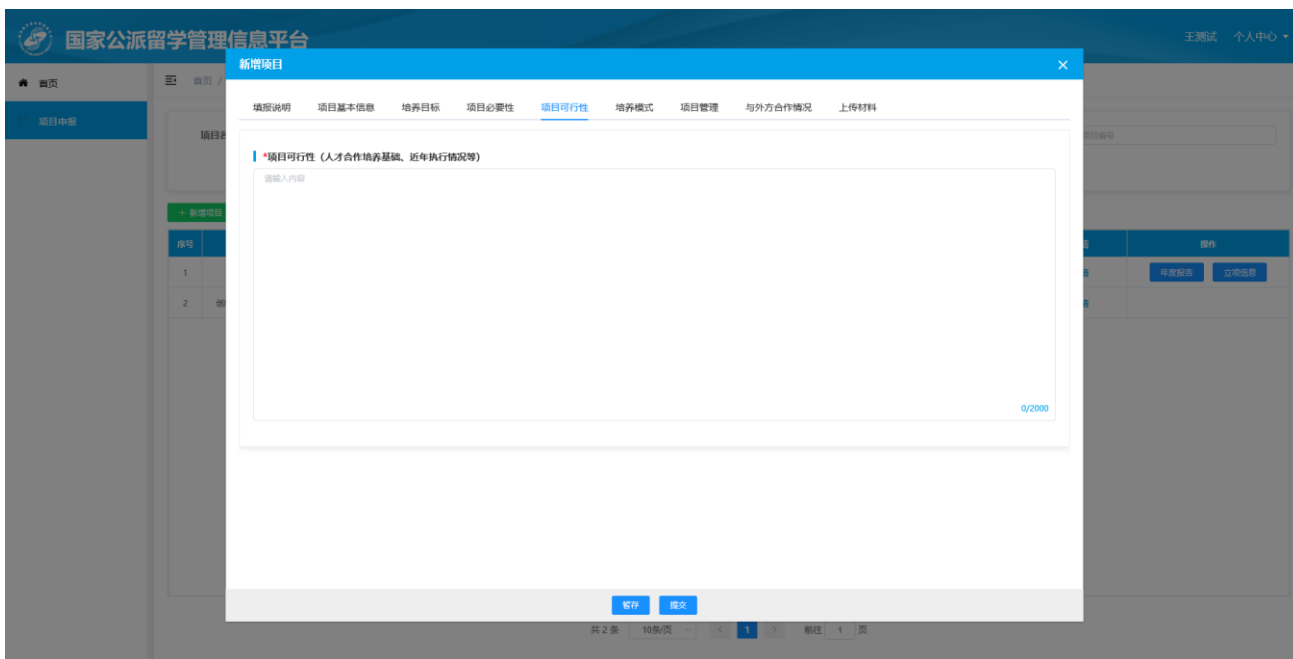 国家公派留学管理信息平台
王测试 个人中心
首页
首页 /
项目申报
新增项目
填报说明 项目基本信息 培养目标 项目必要性 项目可行性 培养模式 项目管理 与外方合作情况 上传材料
*项目可行性（人才合作培养基础、近年执行情况等）
请输入内容
0/2000
项目编号
+ 新增项目
序号 操作
1 年度报告 立项信息
2
暂存 提交
共 2 条 10条/页 < 1 > 前往 1 页